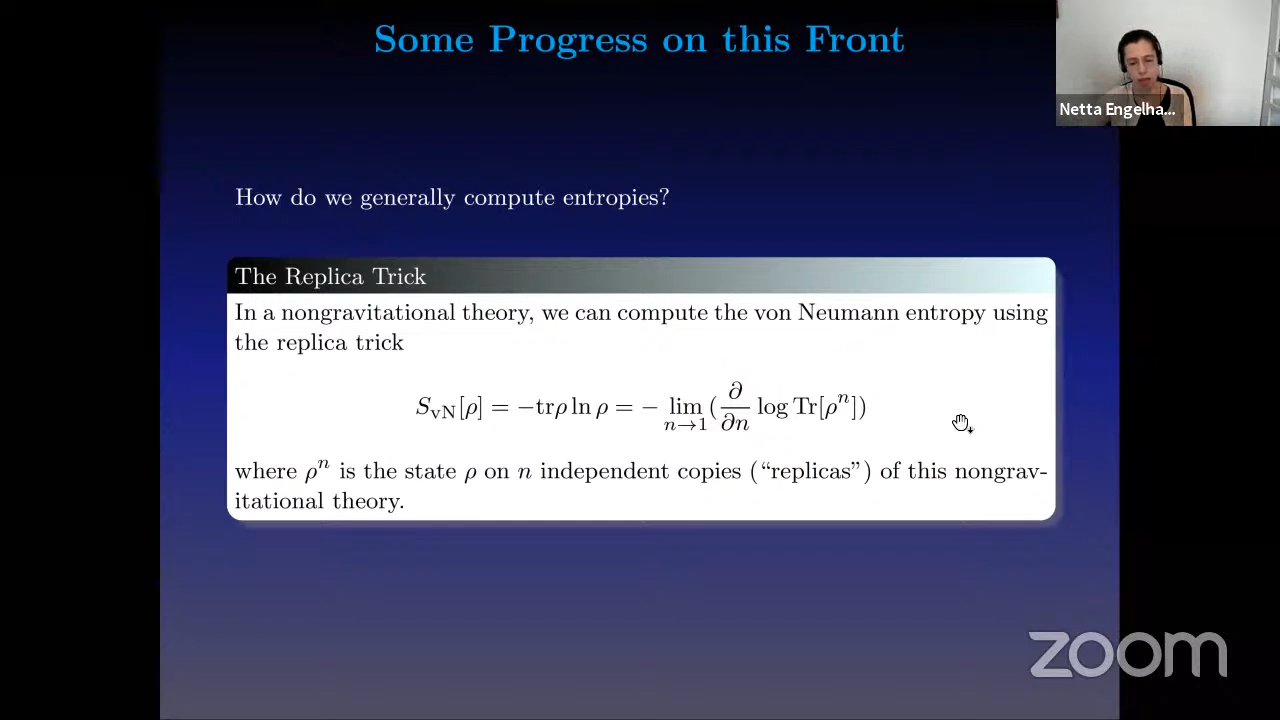 Some Progress on this Front
Netta Engelha...
How do we generally compute entropies?
The Replica Trick
In a nongravitational theory, we can compute the von Neumann entropy using
the replica trick
S_vN[ρ] = −trρ ln ρ = − lim_{n→1} (∂/∂n log Tr[ρ^n])
where ρ^n is the state ρ on n independent copies (“replicas”) of this nongrav-
itational theory.
zoom